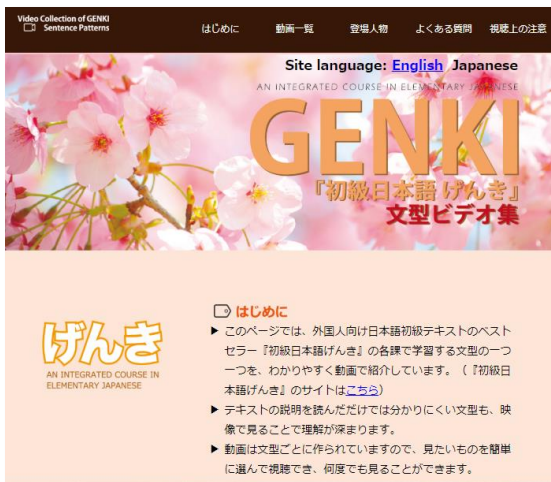 Video Collection of GENKI
Sentence Patterns
はじめに 動画一覧 登場人物 よくある質問 視聴上の注意
Site language: English Japanese
AN INTEGRATED COURSE IN ELEMENTARY JAPANESE
GENKI
『初級日本語 げんき』
文型ビデオ集
げんき
AN INTEGRATED COURSE IN
ELEMENTARY JAPANESE
はじめに
▶ このページでは、外国人向け日本語初級テキストのベスト
セラー『初級日本語げんき』の各課で学習する文型の一つ
一つを、わかりやすく動画で紹介しています。（『初級日
本語げんき』のサイトはこちら）
▶ テキストの説明を読んだだけでは分かりにくい文型も、映
像で見ることで理解が深まります。
▶ 動画は文型ごとに作られていますので、見たいものを簡単
に選んで視聴でき、何度でも見ることができます。